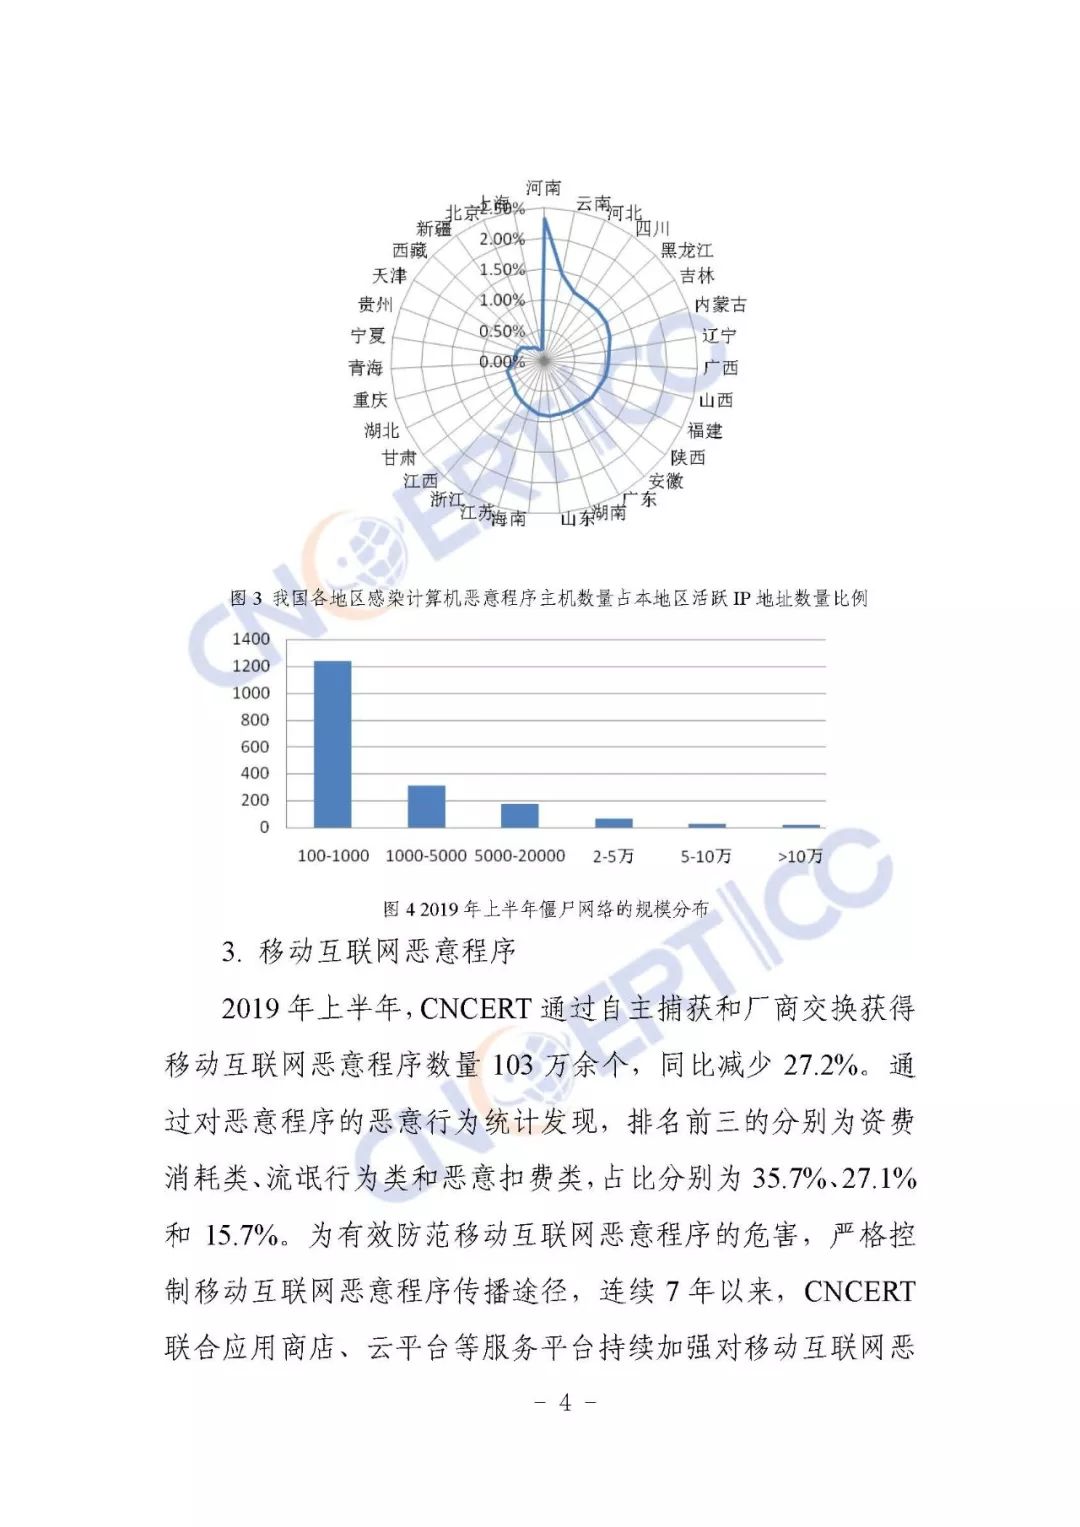 河南
云南
河北
四川
黑龙江
吉林
内蒙古
辽宁
广西
山西
福建
陕西
安徽
广东
湖南
山东
海南
江苏
浙江
江西
甘肃
湖北
重庆
青海
宁夏
贵州
天津
西藏
新疆
北京
上海
2.50%
2.00%
1.50%
1.00%
0.50%
0.00%
图 3 我国各地区感染计算机恶意程序主机数量占本地区活跃 IP 地址数量比例
1400
1200
1000
800
600
400
200
0
100-1000 1000-5000 5000-20000 2-5万 5-10万 >10万
图 4 2019 年上半年僵尸网络的规模分布
3. 移动互联网恶意程序
2019 年上半年，CNCERT 通过自主捕获和厂商交换获得
移动互联网恶意程序数量 103 万余个，同比减少 27.2%。通
过对恶意程序的恶意行为统计发现，排名前三的分别为资费
消耗类、流氓行为类和恶意扣费类，占比分别为 35.7%、27.1%
和 15.7%。为有效防范移动互联网恶意程序的危害，严格控
制移动互联网恶意程序传播途径，连续 7 年以来，CNCERT
联合应用商店、云平台等服务平台持续加强对移动互联网恶
- 4 -
CNCERT/CC
CNCERT/CC